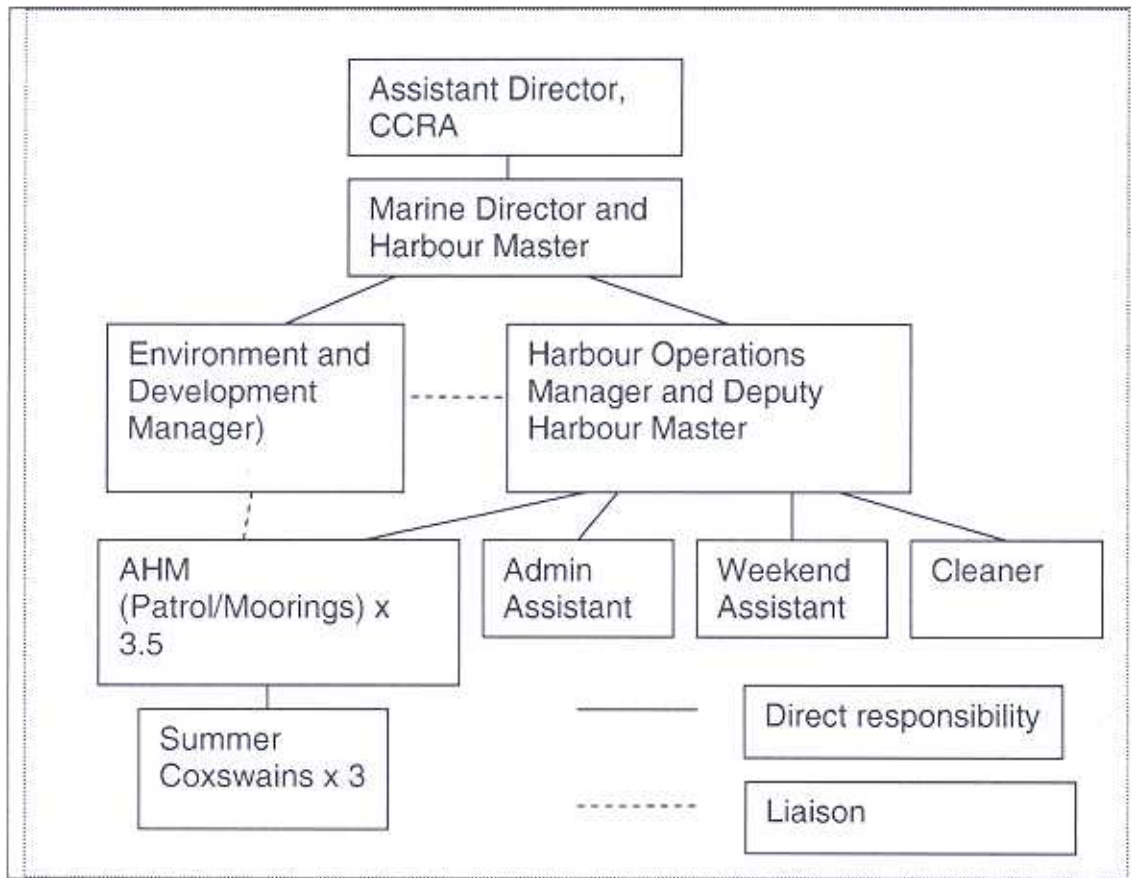 Assistant Director,
CCRA
Marine Director and
Harbour Master
Environment and
Development
Manager)
Harbour Operations
Manager and Deputy
Harbour Master
AHM
(Patrol/Moorings) x
3.5
Admin
Assistant
Weekend
Assistant
Cleaner
Summer
Coxswains x 3
Direct responsibility
Liaison